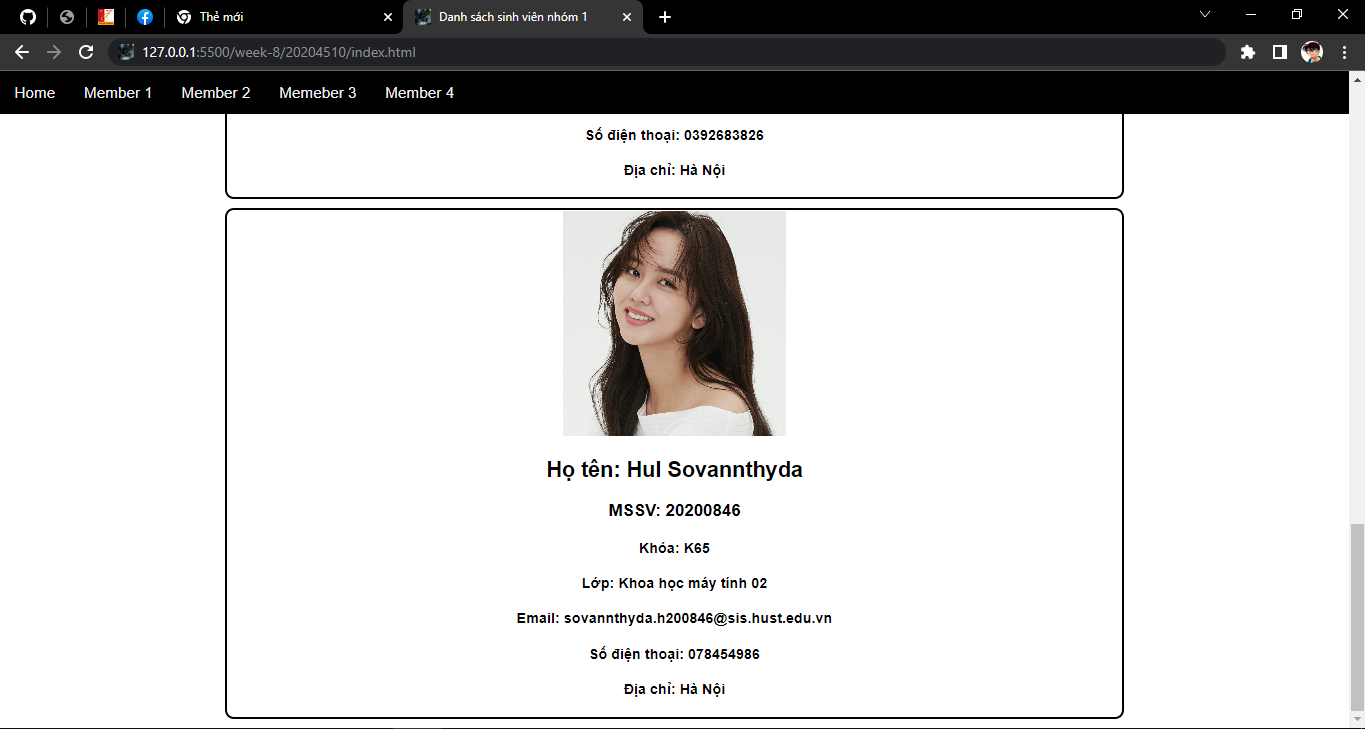 Thẻ mới
Danh sách sinh viên nhóm 1
127.0.0.1:5500/week-8/20204510/index.html
Home Member 1 Member 2 Memeber 3 Member 4
Số điện thoại: 0392683826
Địa chỉ: Hà Nội
Họ tên: Hul Sovannthyda
MSSV: 20200846
Khóa: K65
Lớp: Khoa học máy tính 02
Email: sovannthyda.h200846@sis.hust.edu.vn
Số điện thoại: 078454986
Địa chỉ: Hà Nội